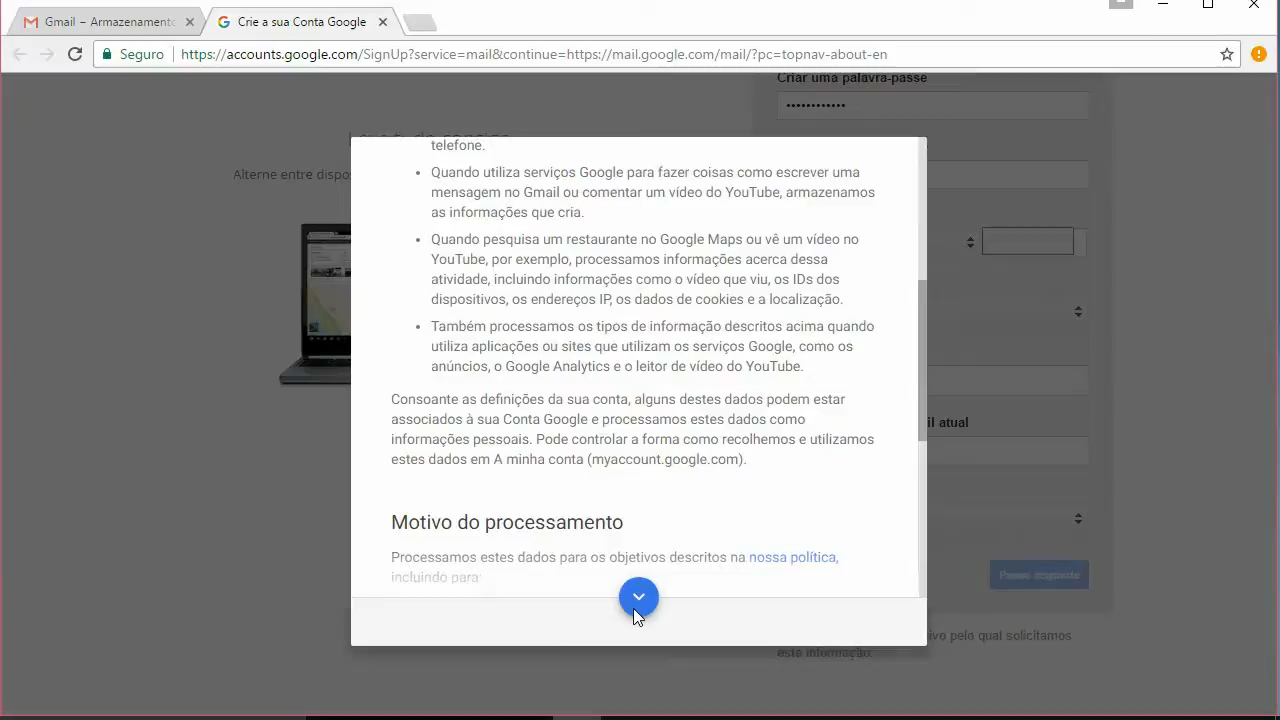 Gmail – Armazenamento
Crie a sua Conta Google
Seguro
https://accounts.google.com/SignUp?service=mail&continue=https://mail.google.com/mail/?pc=topnav-about-en
Criar uma palavra-passe
••••••••••••
Alterne entre dispos
telefone.
• Quando utiliza serviços Google para fazer coisas como escrever uma
mensagem no Gmail ou comentar um vídeo do YouTube, armazenamos
as informações que cria.
• Quando pesquisa um restaurante no Google Maps ou vê um vídeo no
YouTube, por exemplo, processamos informações acerca dessa
atividade, incluindo informações como o vídeo que viu, os IDs dos
dispositivos, os endereços IP, os dados de cookies e a localização.
• Também processamos os tipos de informação descritos acima quando
utiliza aplicações ou sites que utilizam os serviços Google, como os
anúncios, o Google Analytics e o leitor de vídeo do YouTube.
Consoante as definições da sua conta, alguns destes dados podem estar
associados à sua Conta Google e processamos estes dados como
informações pessoais. Pode controlar a forma como recolhemos e utilizamos
estes dados em A minha conta (myaccount.google.com).
il atual
Motivo do processamento
Processamos estes dados para os objetivos descritos na nossa política,
incluindo para:
Passo seguinte
ivo pelo qual solicitamos
esta informação.